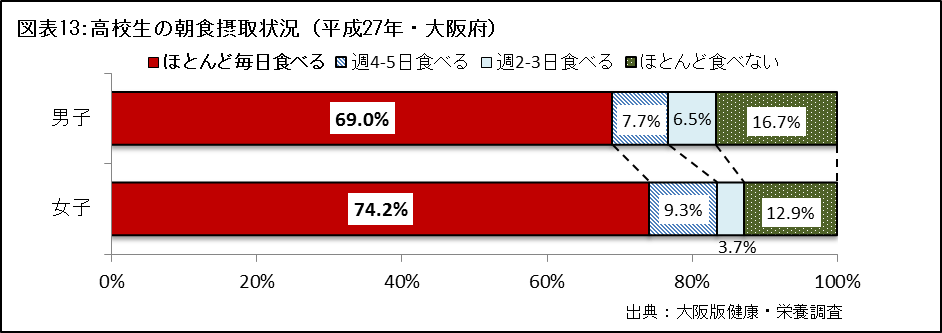 図表13:高校生の朝食摂取状況（平成27年・大阪府）
■ほとんど毎日食べる 週4-5日食べる 週2-3日食べる ほとんど食べない
男子 69.0% 7.7% 6.5% 16.7%
女子 74.2% 9.3% 3.7% 12.9%
0% 20% 40% 60% 80% 100%
出典：大阪版健康・栄養調査